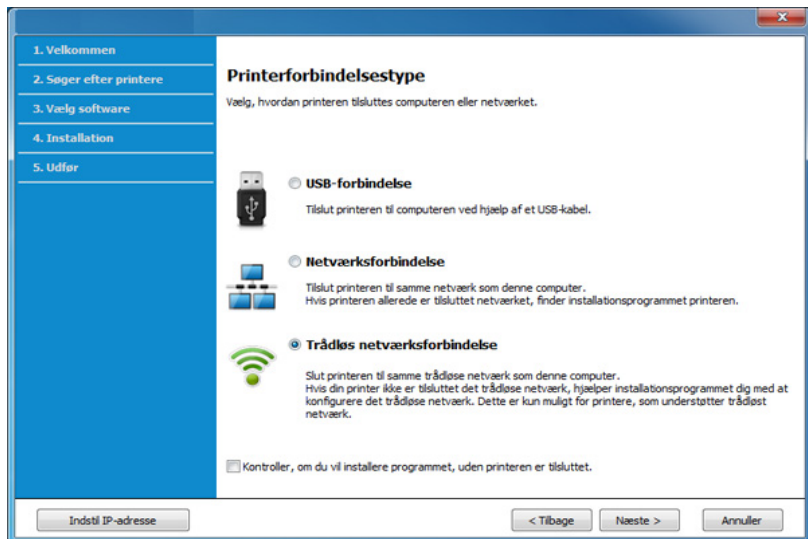 1. Velkommen
2. Søger efter printere
3. Vælg software
4. Installation
5. Udfør
Printerforbindelsestype
Vælg, hvordan printeren tilsluttes computeren eller netværket.
USB-forbindelse
Tilslut printeren til computeren ved hjælp af et USB-kabel.
Netværksforbindelse
Tilslut printeren til samme netværk som denne computer.
Hvis printeren allerede er tilsluttet netværket, finder installationsprogrammet printeren.
Trådløs netværksforbindelse
Slut printeren til samme trådløse netværk som denne computer.
Hvis din printer ikke er tilsluttet det trådløse netværk, hjælper installationsprogrammet dig med at
konfigurere det trådløse netværk. Dette er kun muligt for printere, som understøtter trådløst
netværk.
Kontroller, om du vil installere programmet, uden printeren er tilsluttet.
Indstil IP-adresse
< Tilbage
Næste >
Annuller